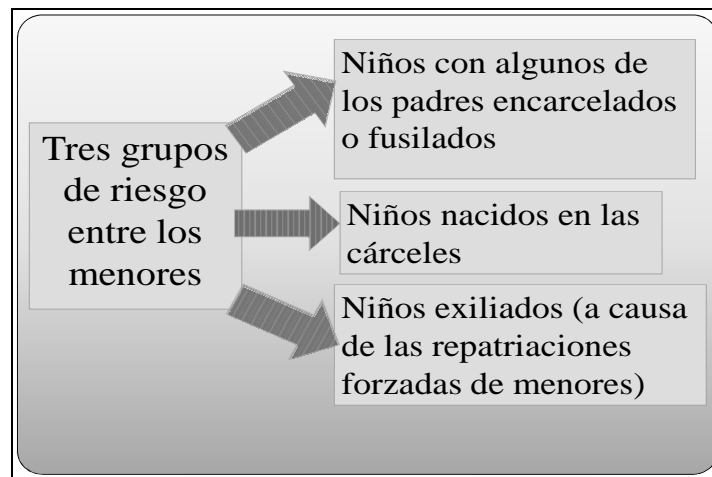 Tres grupos
de riesgo
entre los
menores
Niños con algunos de
los padres encarcelados
o fusilados
Niños nacidos en las
cárceles
Niños exiliados (a causa
de las repatriaciones
forzadas de menores)